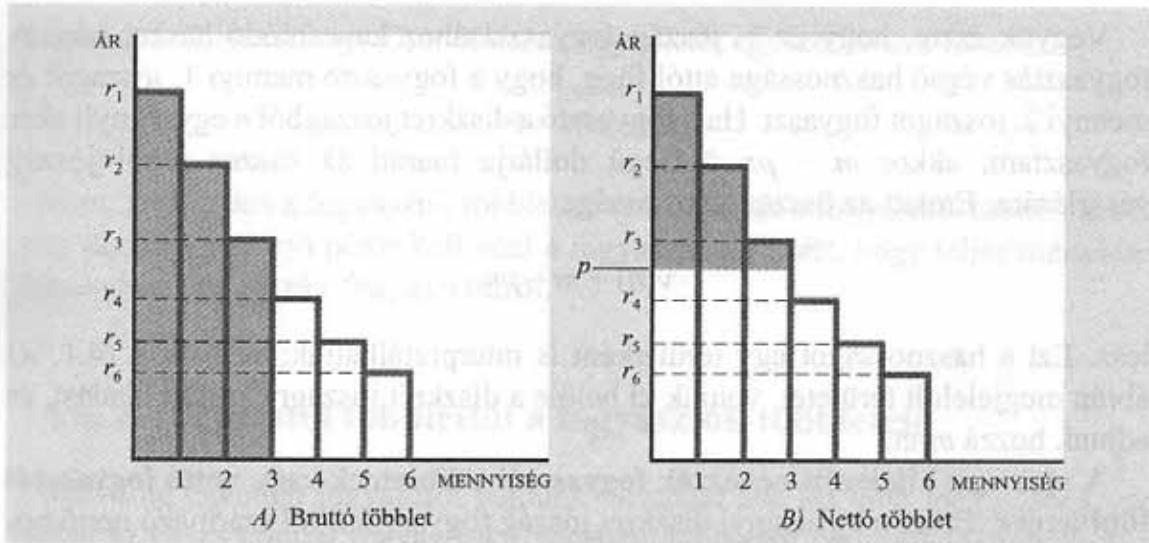 ÁR
r₁
r₂
r₃
r₄
r₅
r₆
1 2 3 4 5 6 MENNYISÉG
A) Bruttó többlet
ÁR
r₁
r₂
r₃
p
r₄
r₅
r₆
1 2 3 4 5 6 MENNYISÉG
B) Nettó többlet